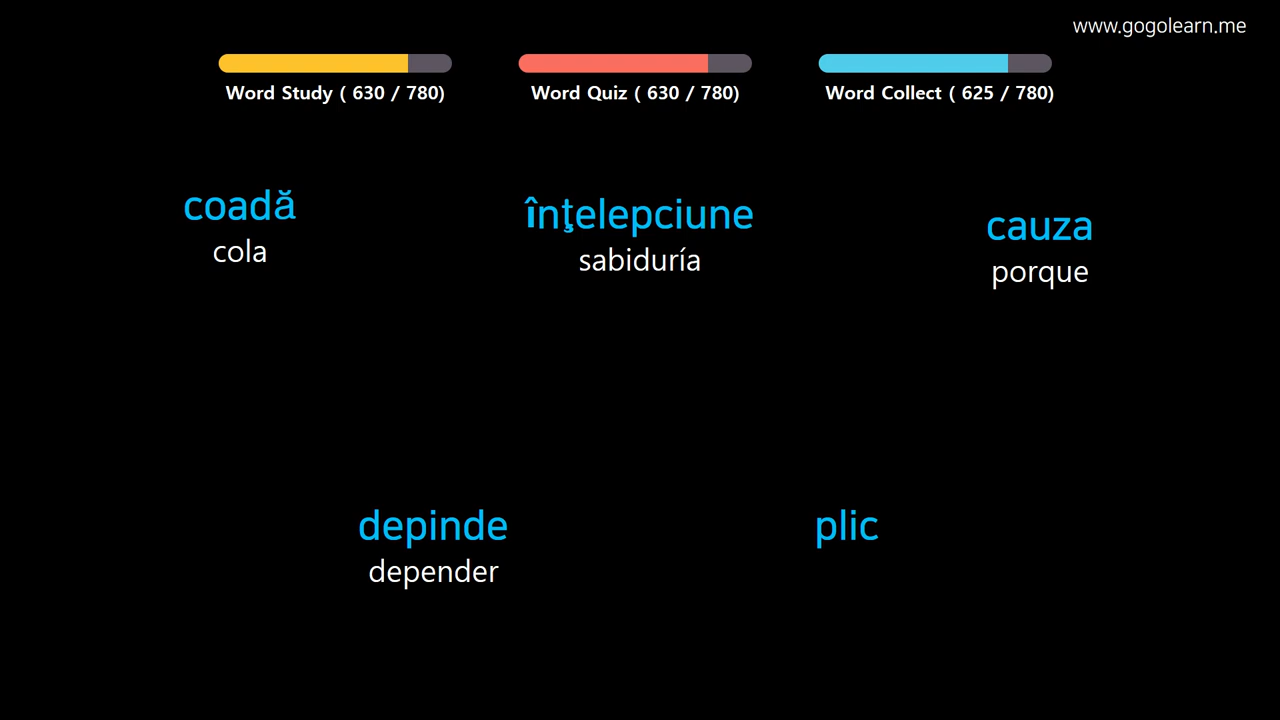 www.gogolearn.me
Word Study ( 630 / 780)
Word Quiz ( 630 / 780)
Word Collect ( 625 / 780)
coadă
cola
înţelepciune
sabiduría
cauza
porque
depinde
depender
plic